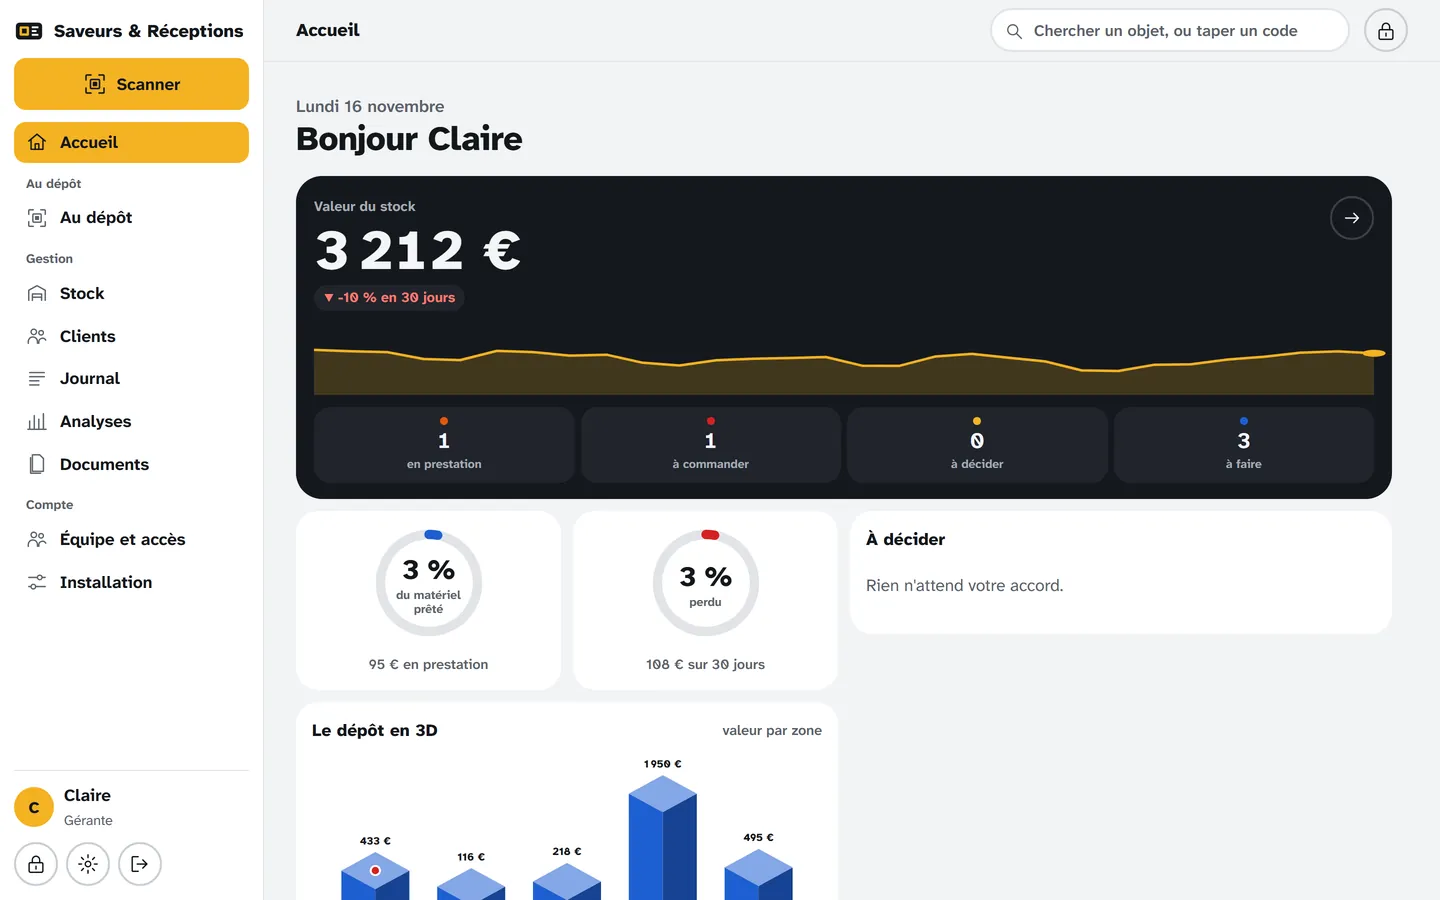 Saveurs & Réceptions
Scanner
Accueil
Au dépôt
Au dépôt
Gestion
Stock
Clients
Journal
Analyses
Documents
Compte
Équipe et accès
Installation
C
Claire
Gérante
Accueil
Chercher un objet, ou taper un code
Lundi 16 novembre
Bonjour Claire
Valeur du stock
3 212 €
▼ -10 % en 30 jours
1
en prestation
1
à commander
0
à décider
3
à faire
3 %
du matériel
prêté
95 € en prestation
3 %
perdu
108 € sur 30 jours
À décider
Rien n'attend votre accord.
Le dépôt en 3D
valeur par zone
433 €
116 €
218 €
1 950 €
495 €